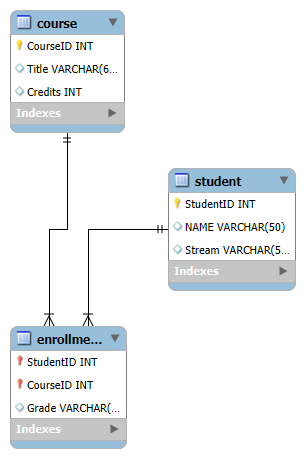 course
CourseID INT
Title VARCHAR(6...
Credits INT
Indexes
student
StudentID INT
NAME VARCHAR(50)
Stream VARCHAR(5...
Indexes
enrollme...
StudentID INT
CourseID INT
Grade VARCHAR(...
Indexes